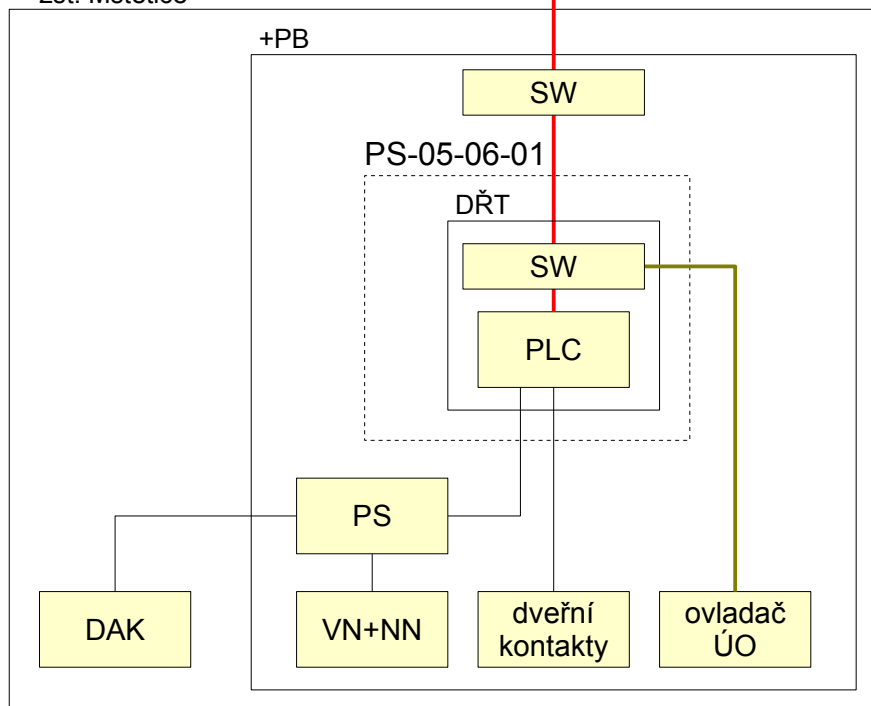 +PB
SW
PS-05-06-01
DŘT
SW
PLC
PS
DAK
VN+NN
dveřní
kontakty
ovladač
ÚO